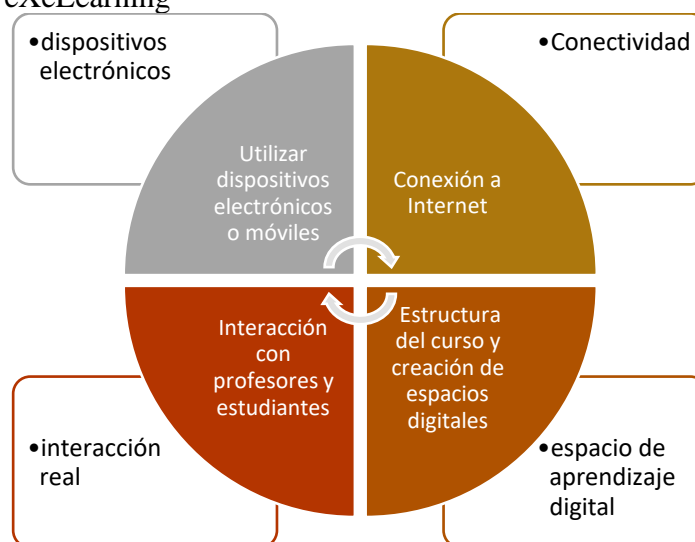 eXeLearning
•dispositivos
electrónicos
•Conectividad
Utilizar
dispositivos
electrónicos
o móviles
Conexión a
Internet
Interacción
con
profesores y
estudiantes
Estructura
del curso y
creación de
espacios
digitales
•interacción
real
•espacio de
aprendizaje
digital